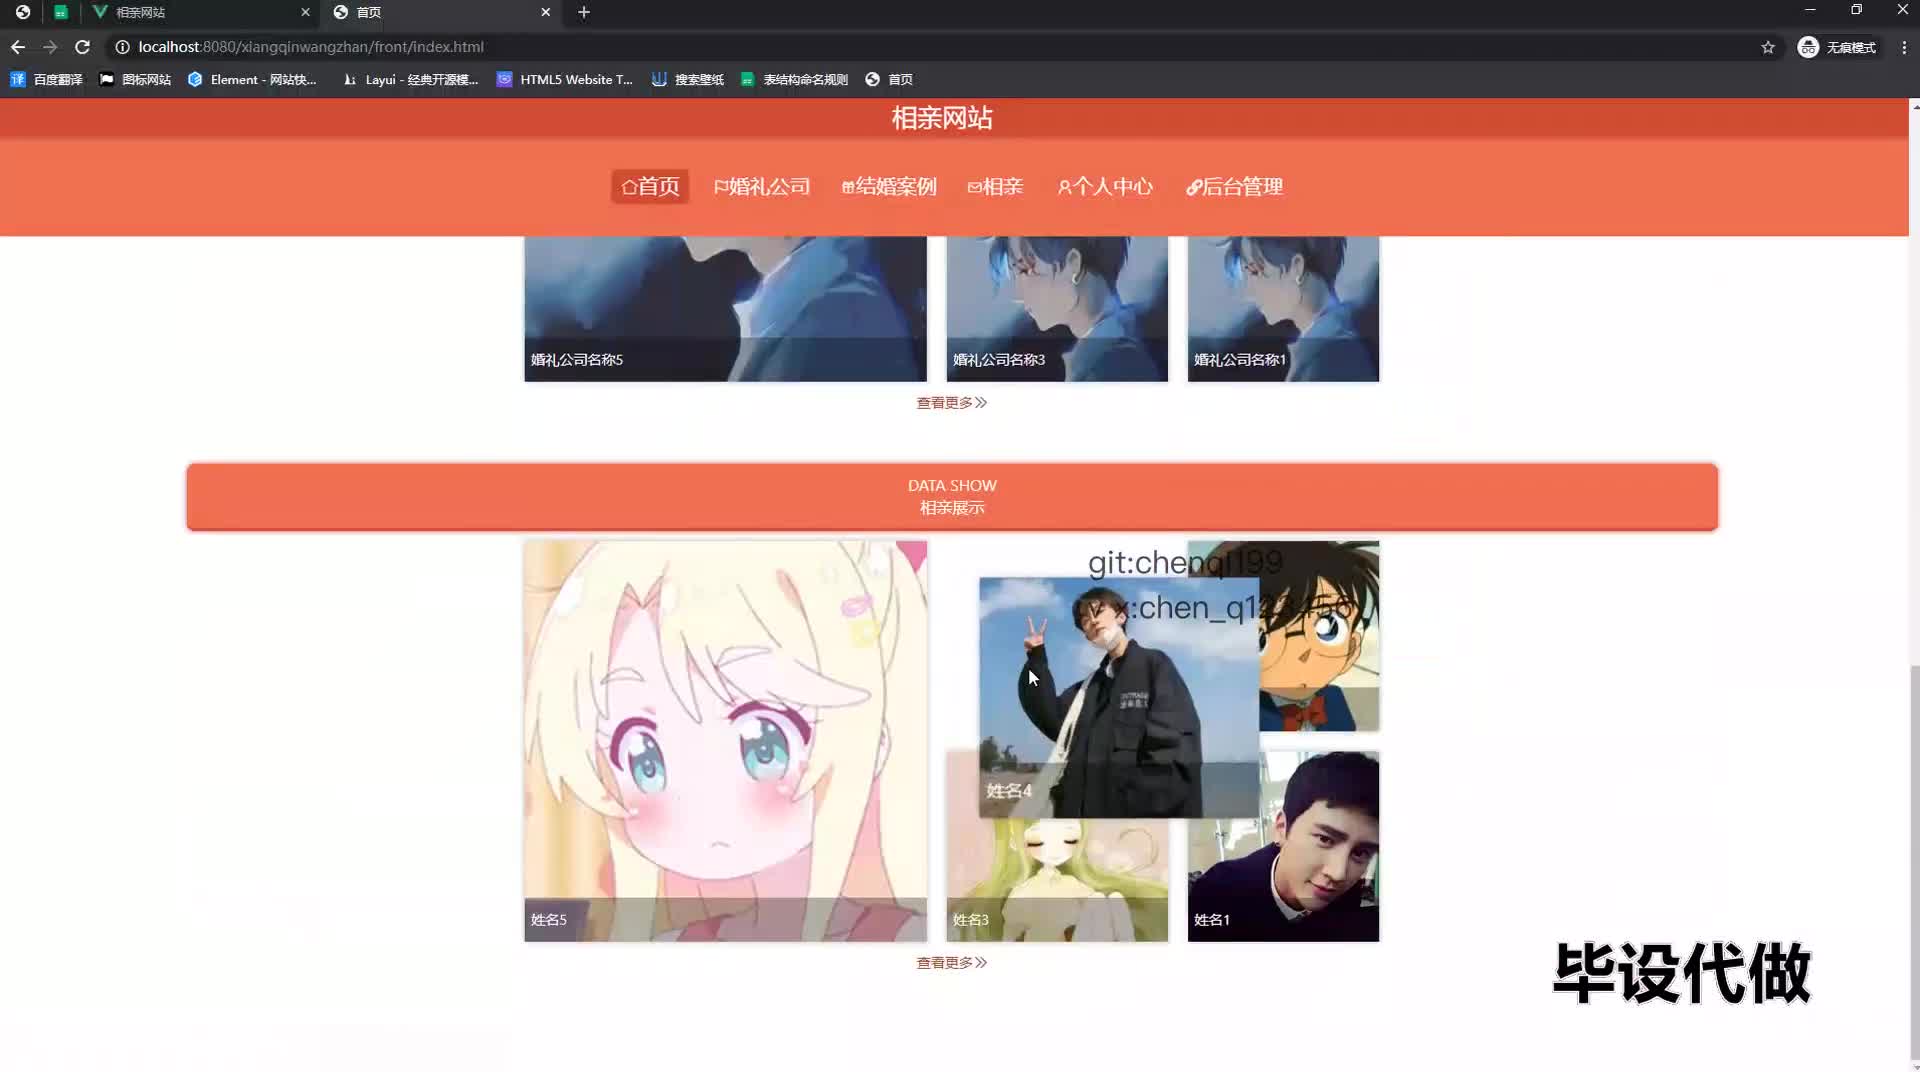 相亲网站
首页
localhost:8080/xiangqinwangzhan/front/index.html
无痕模式
百度翻译
图标网站
Element - 网站快...
Layui - 经典开源模...
HTML5 Website T...
搜索壁纸
表结构命名规则
首页
相亲网站
首页
婚礼公司
结婚案例
相亲
个人中心
后台管理
婚礼公司名称5
婚礼公司名称3
婚礼公司名称1
查看更多
DATA SHOW
相亲展示
git:chenqi199
x:chen_q123456
姓名4
姓名5
姓名3
姓名1
查看更多
毕设代做